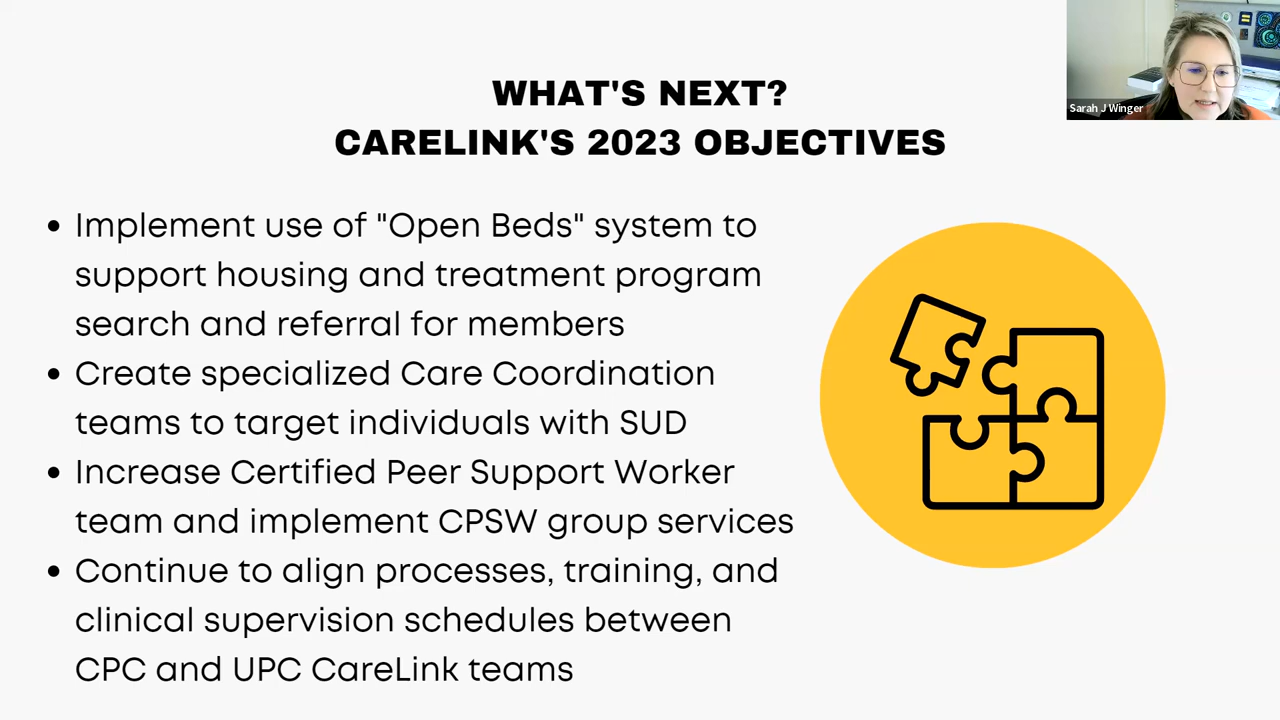 WHAT'S NEXT?
CARELINK'S 2023 OBJECTIVES
Sarah J Winger
• Implement use of "Open Beds" system to
support housing and treatment program
search and referral for members
• Create specialized Care Coordination
teams to target individuals with SUD
• Increase Certified Peer Support Worker
team and implement CPSW group services
• Continue to align processes, training, and
clinical supervision schedules between
CPC and UPC CareLink teams